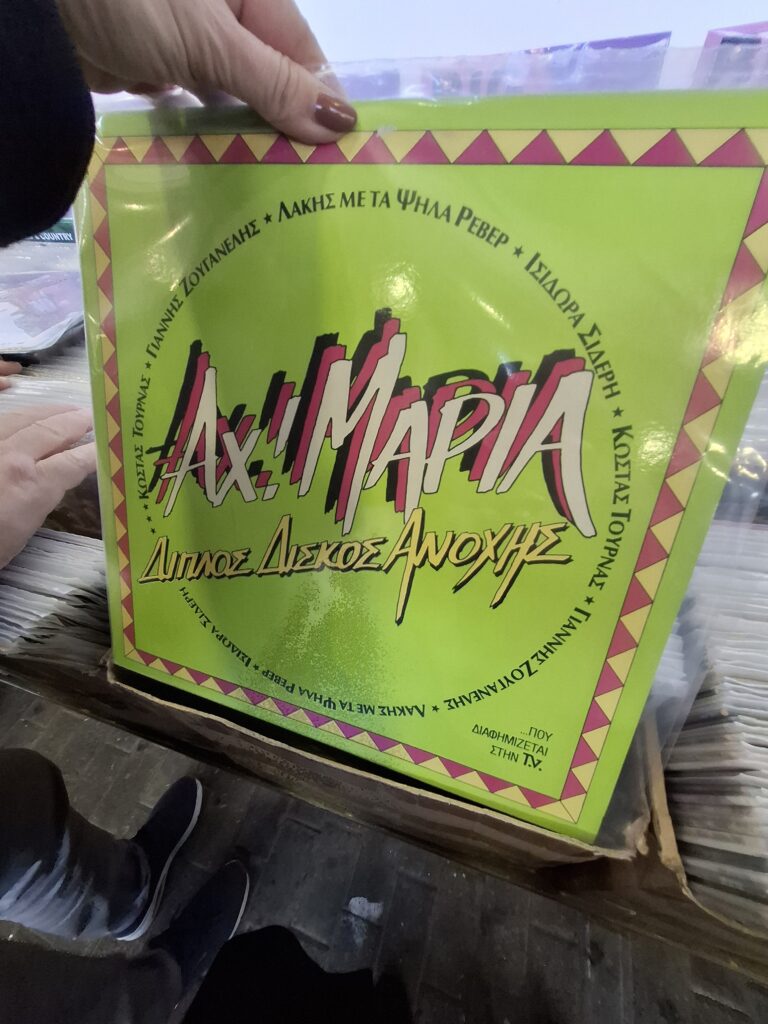 & COUNTRY
★ ★ ★ ΚΩΣΤΑΣ ΤΟΥΡΝΑΣ ★ ΓΙΑΝΝΗΣ ΖΟΥΓΑΝΕΛΗΣ ★ ΛΑΚΗΣ ΜΕ ΤΑ ΨΗΛΑ ΡΕΒΕΡ ★ ΙΣΙΔΩΡΑ ΣΙΔΕΡΗ ★ ΚΩΣΤΑΣ ΤΟΥΡΝΑΣ ★ ΓΙΑΝΝΗΣ ΖΟΥΓΑΝΕΛΗΣ ★ ΛΑΚΗΣ ΜΕ ΤΑ ΨΗΛΑ ΡΕΒΕΡ ★ ΙΣΙΔΩΡΑ ΣΙΔΕΡΗ
ΑΧ.! ΜΑΡΙΑ
ΔΙΠΛΟΣ ΔΙΣΚΟΣ ΑΝΟΧΗΣ
...ΠΟΥ
ΔΙΑΦΗΜΙΖΕΤΑΙ
ΣΤΗΝ T.V.